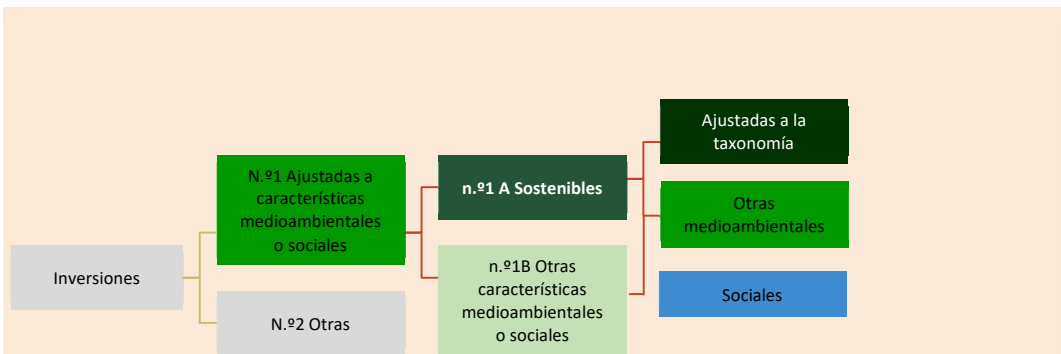 Inversiones
N.º1 Ajustadas a
características
medioambientales
o sociales
N.º2 Otras
n.º1 A Sostenibles
n.º1B Otras
características
medioambientales
o sociales
Ajustadas a la
taxonomía
Otras
medioambientales
Sociales